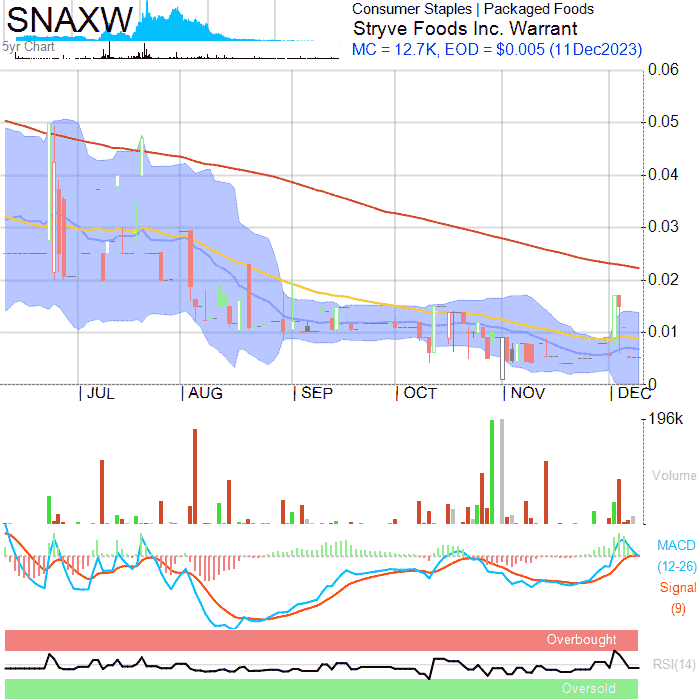 SNAXW
Consumer Staples | Packaged Foods
Stryve Foods Inc. Warrant
5yr Chart
MC = 12.7K, EOD = $0.005 (11Dec2023)
0.06
0.05
0.04
0.03
0.02
0.01
0
JUL
AUG
SEP
OCT
NOV
DEC
196k
Volume
MACD
(12-26)
Signal
(9)
Overbought
RSI(14)
Oversold